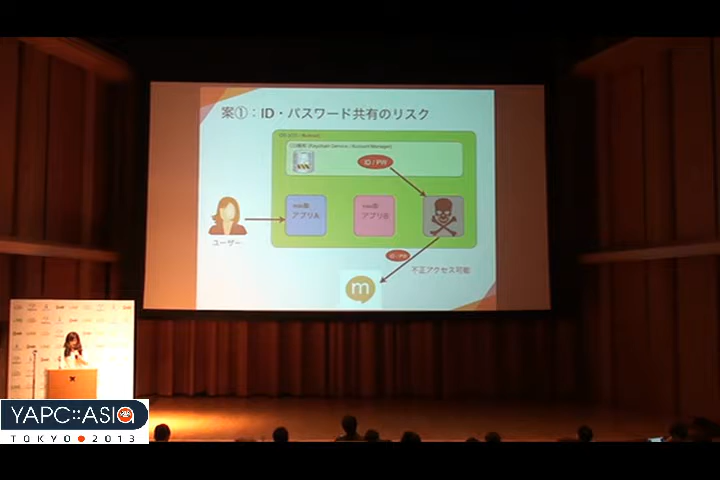 案①：ID・パスワード共有のリスク
ID / PW
アプリA
アプリB
ユーザー
ID / PW
不正アクセス可能
m
YAPC::ASIA
TOKYO 2013